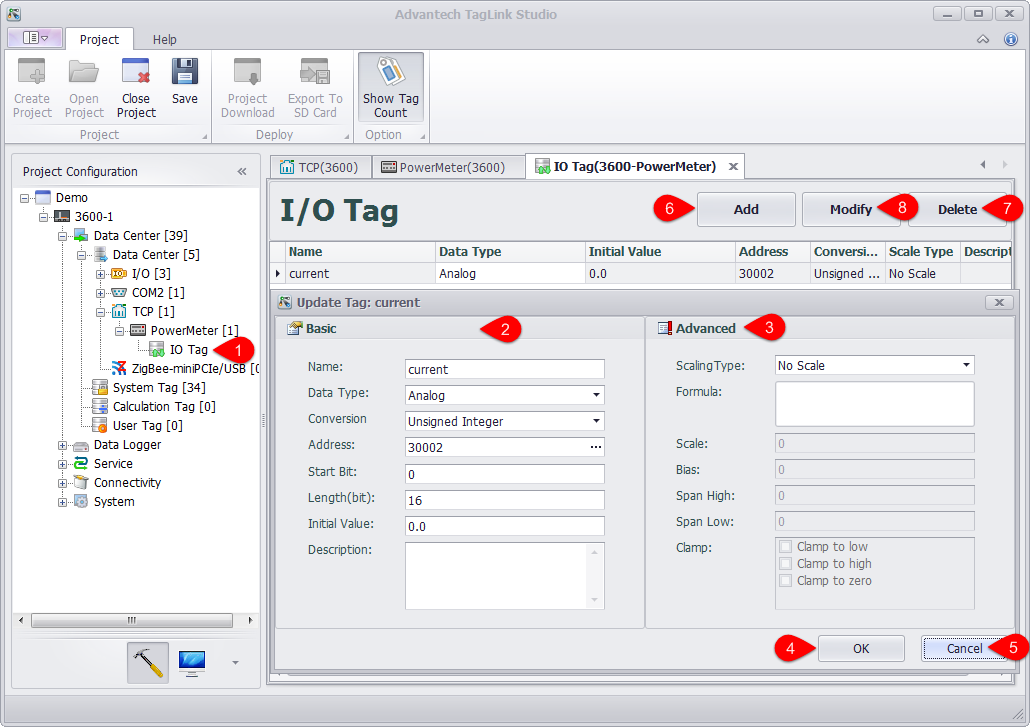 Advantech TagLink Studio
Project
Help
Create Project
Open Project
Close Project
Save
Project Download
Export To SD Card
Show Tag Count
Project
Deploy
Option
Project Configuration
Demo
3600-1
Data Center [39]
Data Center [5]
I/O [3]
COM2 [1]
TCP [1]
PowerMeter [1]
IO Tag
1
ZigBee-miniPCIe/USB [0
System Tag [34]
Calculation Tag [0]
User Tag [0]
Data Logger
Service
Connectivity
System
TCP(3600)
PowerMeter(3600)
IO Tag(3600-PowerMeter)
I/O Tag
6
Add
Modify
8
Delete
7
Name Data Type Initial Value Address Conversi... Scale Type Descript
current Analog 0.0 30002 Unsigned ... No Scale
Update Tag: current
Basic
2
Name: current
Data Type: Analog
Conversion Unsigned Integer
Address: 30002 ...
Start Bit: 0
Length(bit): 16
Initial Value: 0.0
Description:
Advanced
3
ScalingType: No Scale
Formula:
Scale: 0
Bias: 0
Span High: 0
Span Low: 0
Clamp: Clamp to low
Clamp to high
Clamp to zero
4
OK
Cancel
5